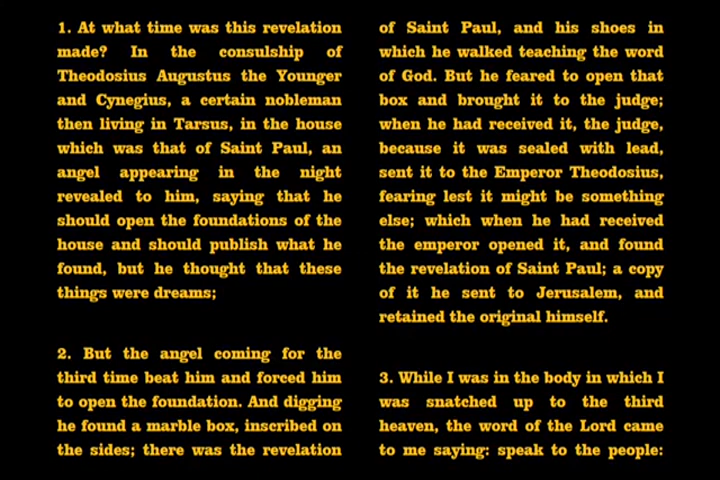 1. At what time was this revelation
made? In the consulship of
Theodosius Augustus the Younger
and Cynegius, a certain nobleman
then living in Tarsus, in the house
which was that of Saint Paul, an
angel appearing in the night
revealed to him, saying that he
should open the foundations of the
house and should publish what he
found, but he thought that these
things were dreams;
2. But the angel coming for the
third time beat him and forced him
to open the foundation. And digging
he found a marble box, inscribed on
the sides; there was the revelation
of Saint Paul, and his shoes in
which he walked teaching the word
of God. But he feared to open that
box and brought it to the judge;
when he had received it, the judge,
because it was sealed with lead,
sent it to the Emperor Theodosius,
fearing lest it might be something
else; which when he had received
the emperor opened it, and found
the revelation of Saint Paul; a copy
of it he sent to Jerusalem, and
retained the original himself.
3. While I was in the body in which I
was snatched up to the third
heaven, the word of the Lord came
to me saying: speak to the people: